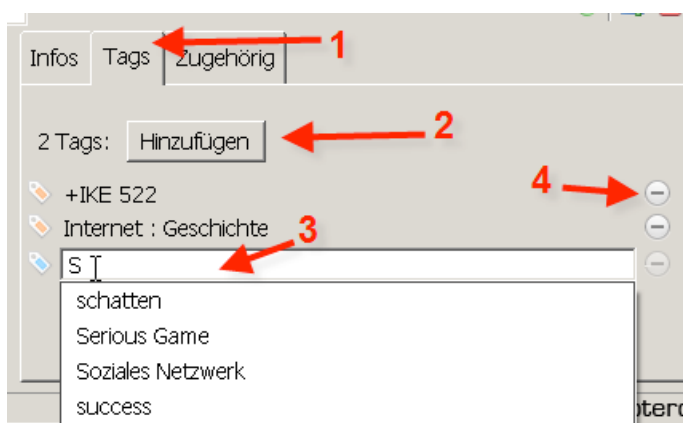 Infos Tags Zugehörig 1
2 Tags: Hinzufügen 2
+IKE 522 4
Internet : Geschichte 3
S
schatten
Serious Game
Soziales Netzwerk
success